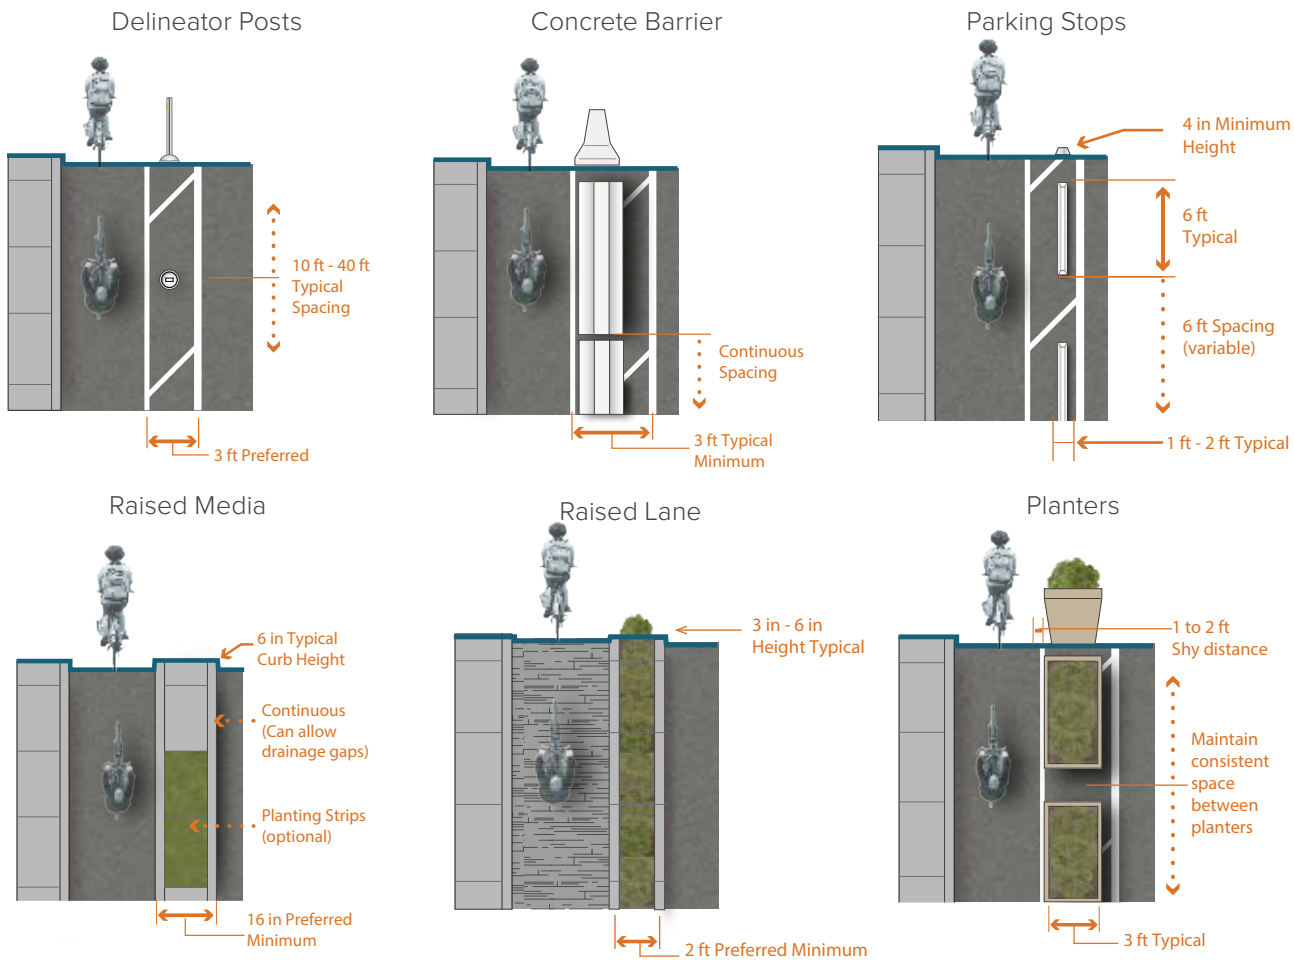 Delineator Posts
10 ft - 40 ft
Typical
Spacing
3 ft Preferred
Concrete Barrier
Continuous
Spacing
3 ft Typical
Minimum
Parking Stops
4 in Minimum
Height
6 ft
Typical
6 ft Spacing
(variable)
1 ft - 2 ft Typical
Raised Media
6 in Typical
Curb Height
Continuous
(Can allow
drainage gaps)
Planting Strips
(optional)
16 in Preferred
Minimum
Raised Lane
3 in - 6 in
Height Typical
2 ft Preferred Minimum
Planters
1 to 2 ft
Shy distance
Maintain
consistent
space
between
planters
3 ft Typical